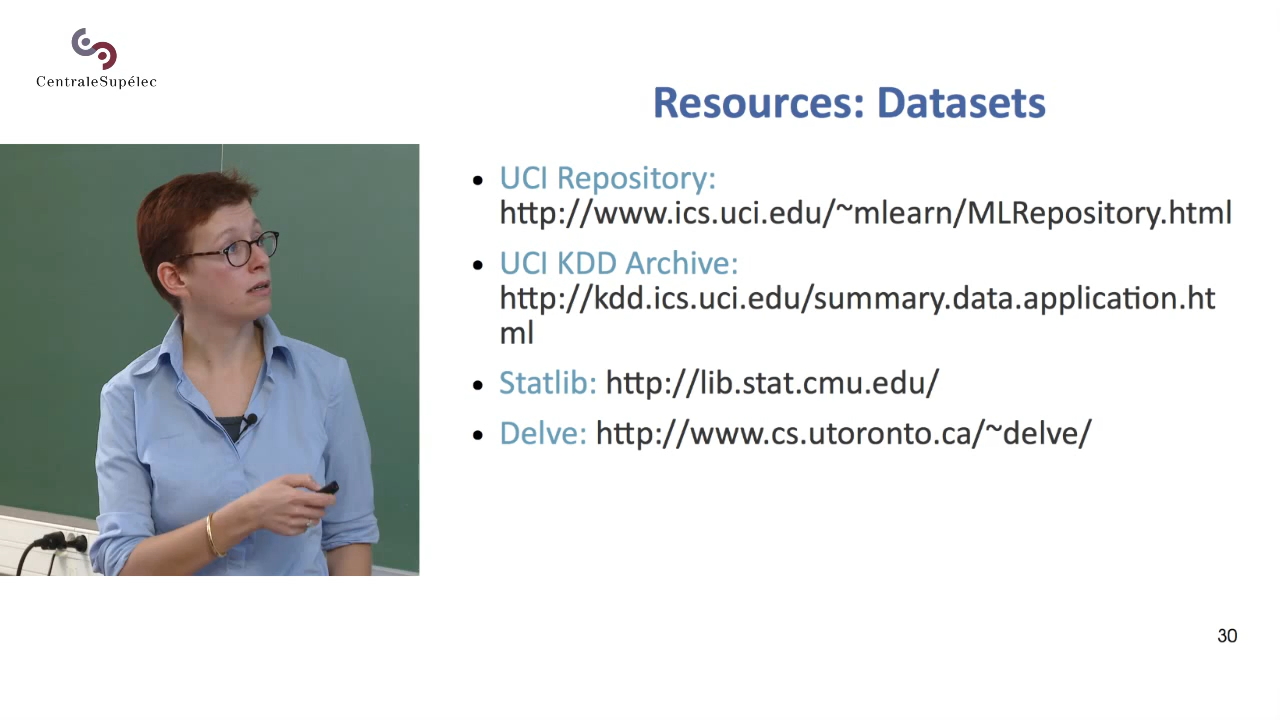 CentraleSupélec
Resources: Datasets
• UCI Repository:
http://www.ics.uci.edu/~mlearn/MLRepository.html
• UCI KDD Archive:
http://kdd.ics.uci.edu/summary.data.application.ht
ml
• Statlib: http://lib.stat.cmu.edu/
• Delve: http://www.cs.utoronto.ca/~delve/
30